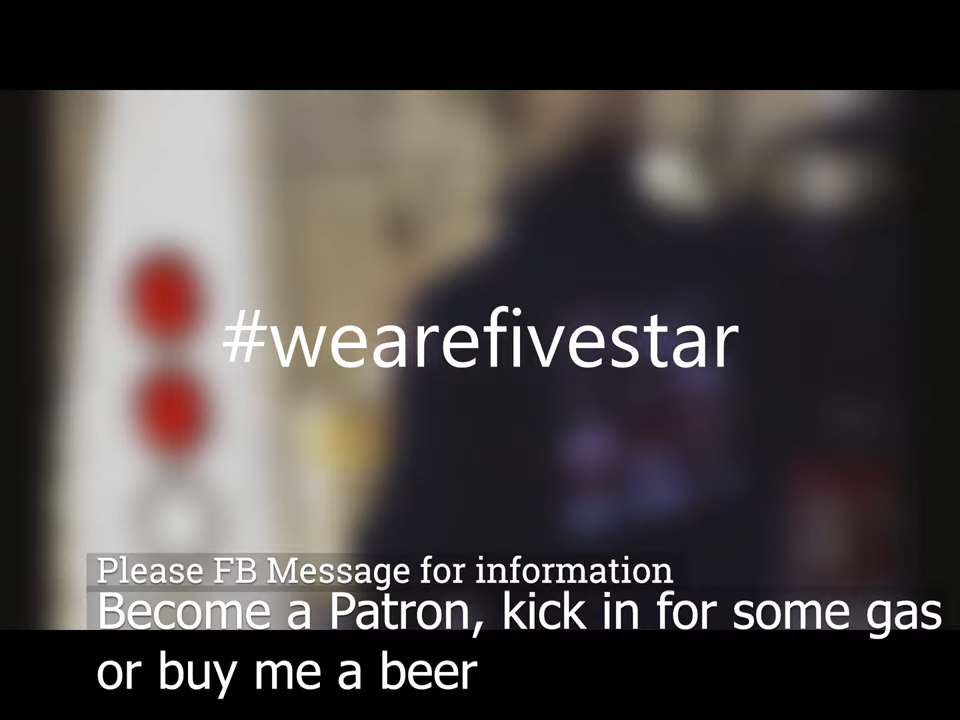 #wearefivestar
Please FB Message for information
Become a Patron, kick in for some gas
or buy me a beer